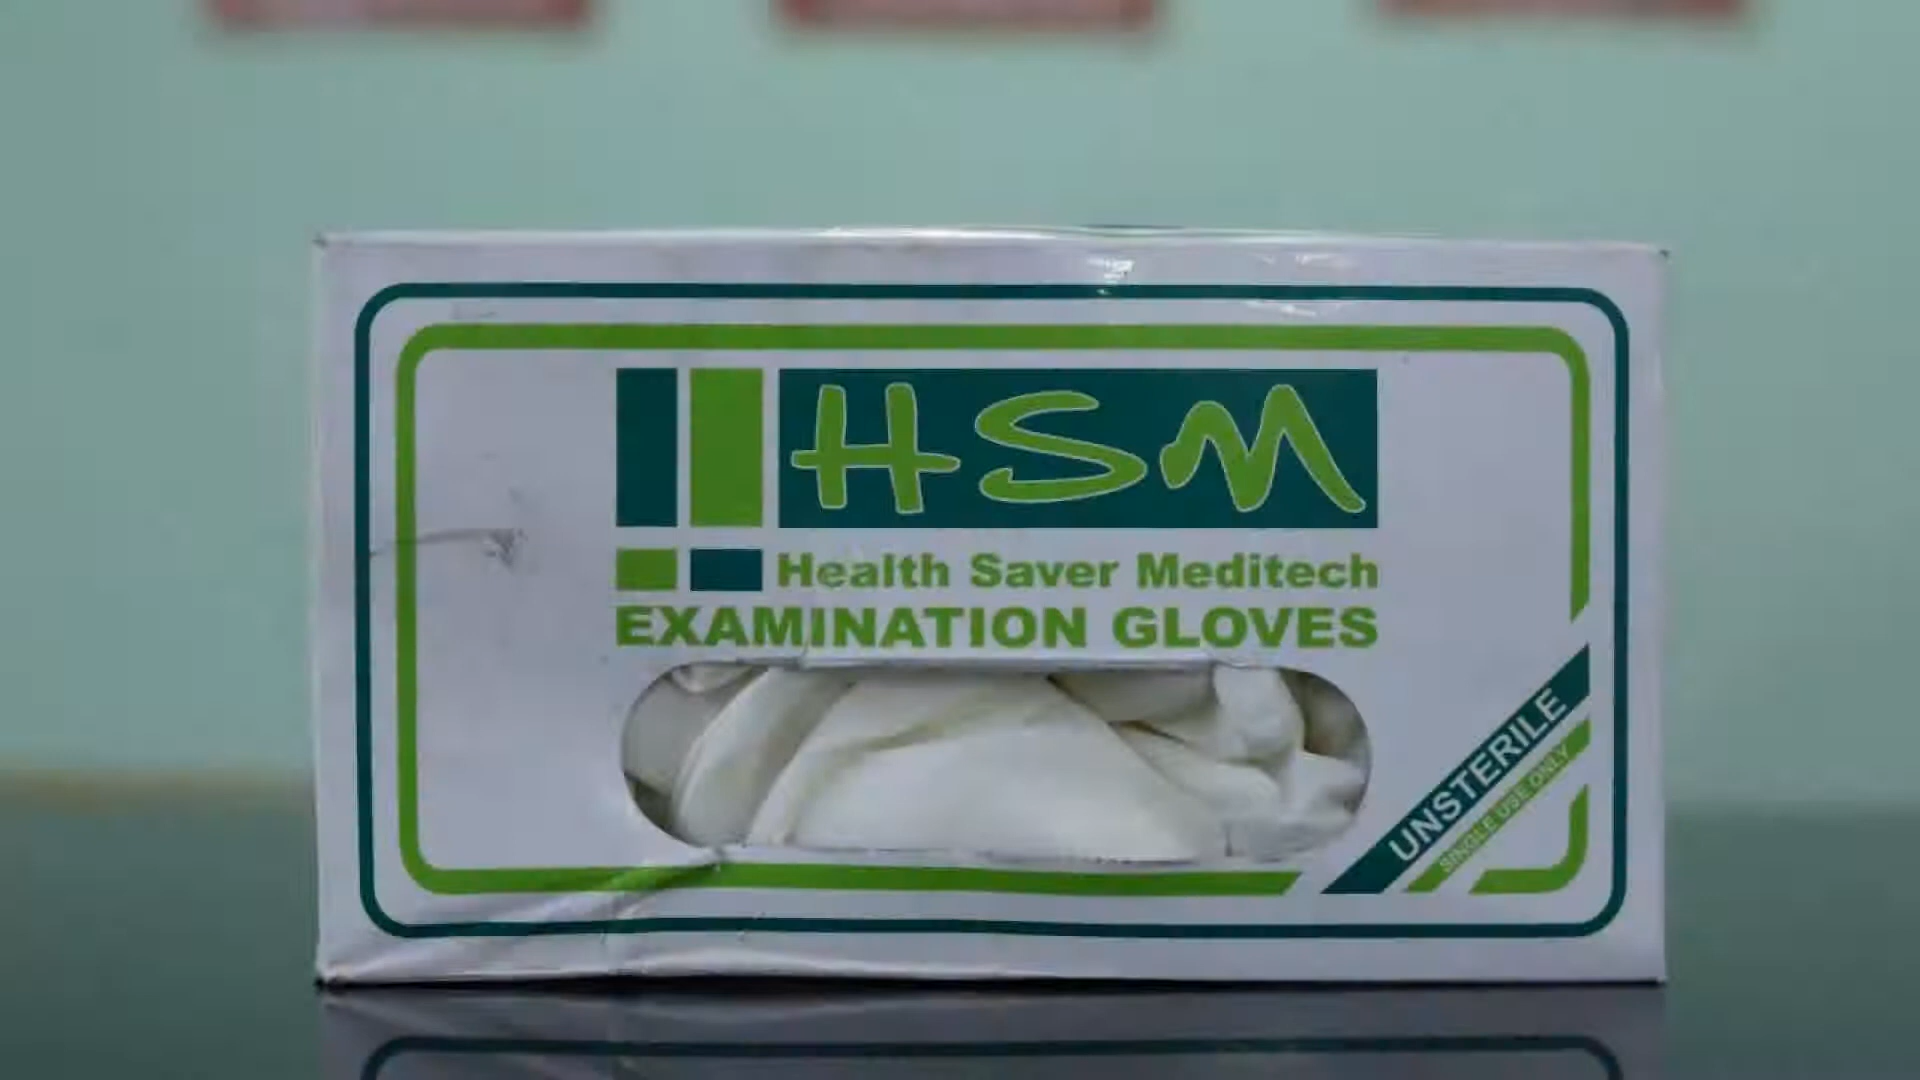 HSM
Health Saver Meditech
EXAMINATION GLOVES
UNSTERILE
SINGLE USE ONLY